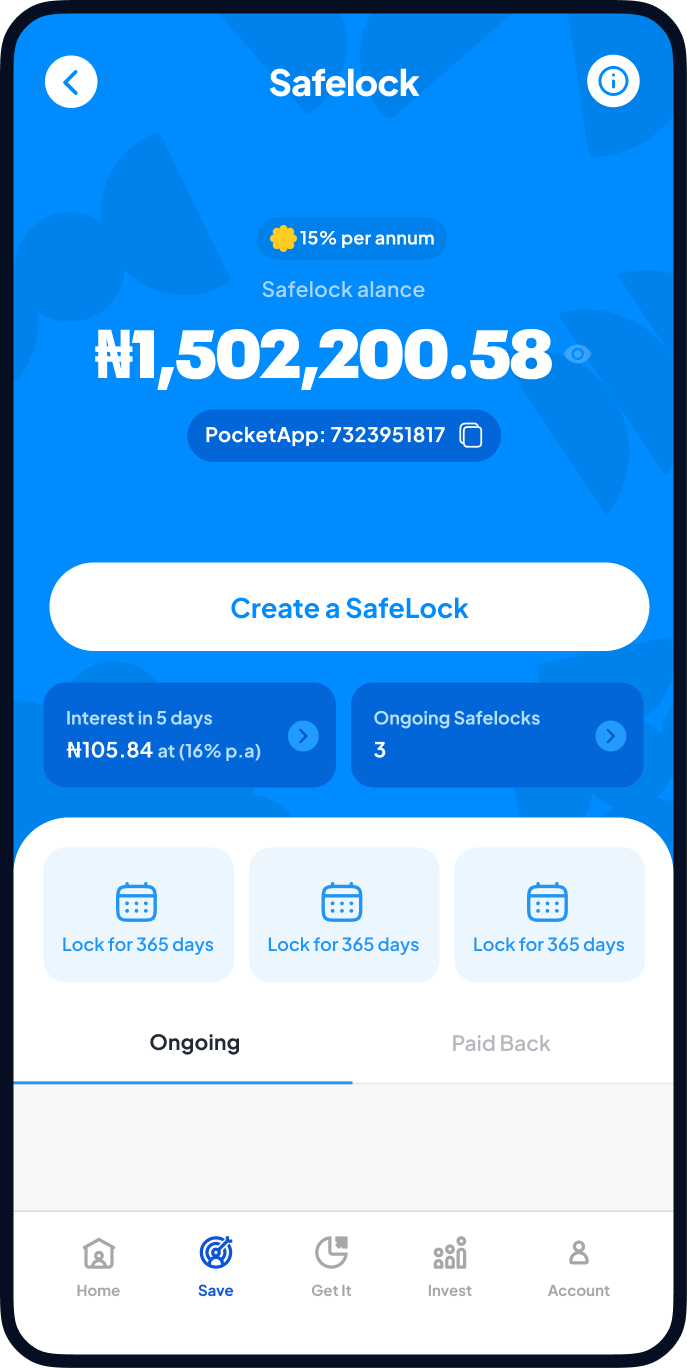 Safelock
15% per annum
Safelock alance
₦1,502,200.58
PocketApp: 7323951817
Create a SafeLock
Interest in 5 days
₦105.84 at (16% p.a)
Ongoing Safelocks
3
Lock for 365 days
Lock for 365 days
Lock for 365 days
Ongoing
Paid Back
Home
Save
Get It
Invest
Account